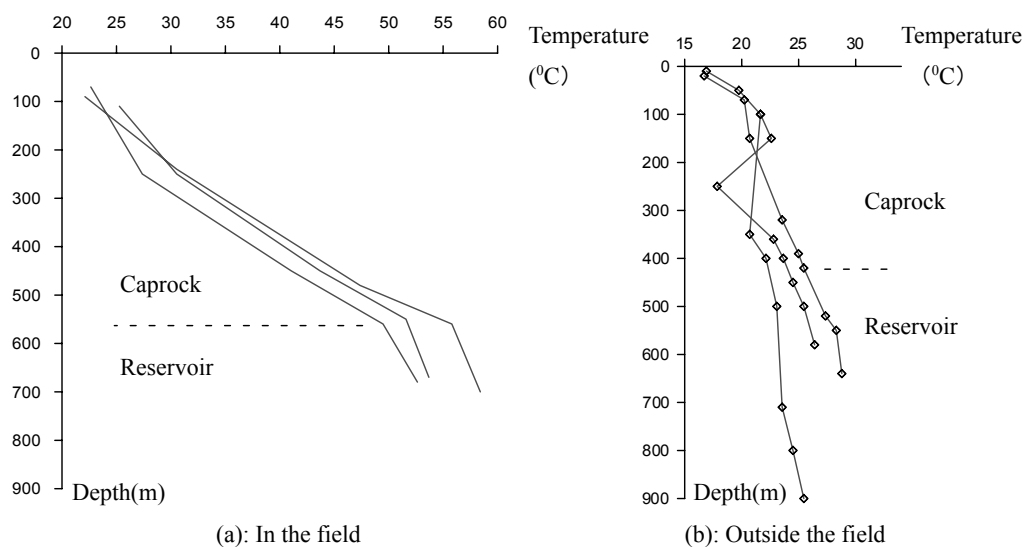 20 25 30 35 40 45 50 55 60
Temperature
(⁰C)
0
100
200
300
400
500
600
700
800
900
Caprock
Reservoir
Depth(m)
(a): In the field
15 20 25 30
Temperature
(⁰C)
0
100
200
300
400
500
600
700
800
900
Caprock
Reservoir
Depth(m)
(b): Outside the field